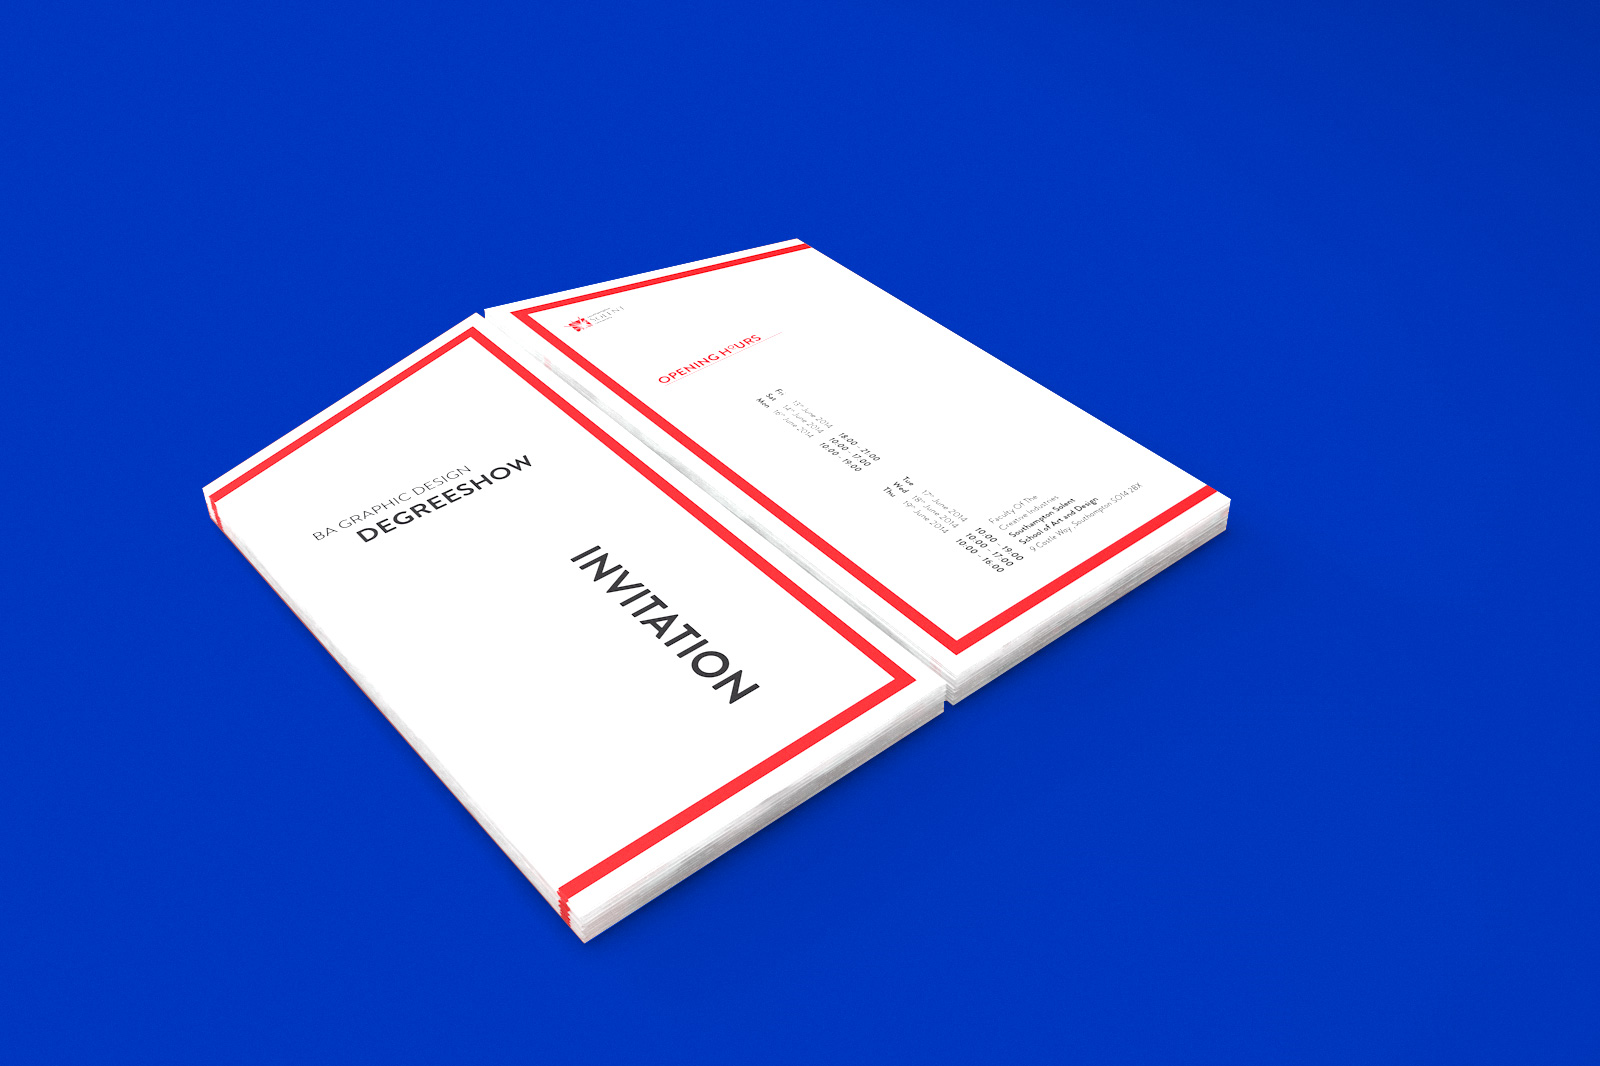 BA GRAPHIC DESIGN
DEGREESHOW
INVITATION
SOLENT
OPENING HOURS
Fri 13th June 2014 18:00 - 21:00
Sat 14th June 2014 10:00 - 17:00
Mon 16th June 2014 10:00 - 19:00
Tue 17th June 2014 10:00 - 19:00
Wed 18th June 2014 10:00 - 17:00
Thu 19th June 2014 10:00 - 16:00
Faculty Of The
Creative Industries
Southampton Solent
School of Art and Design
9 Castle Way, Southampton SO14 2BX